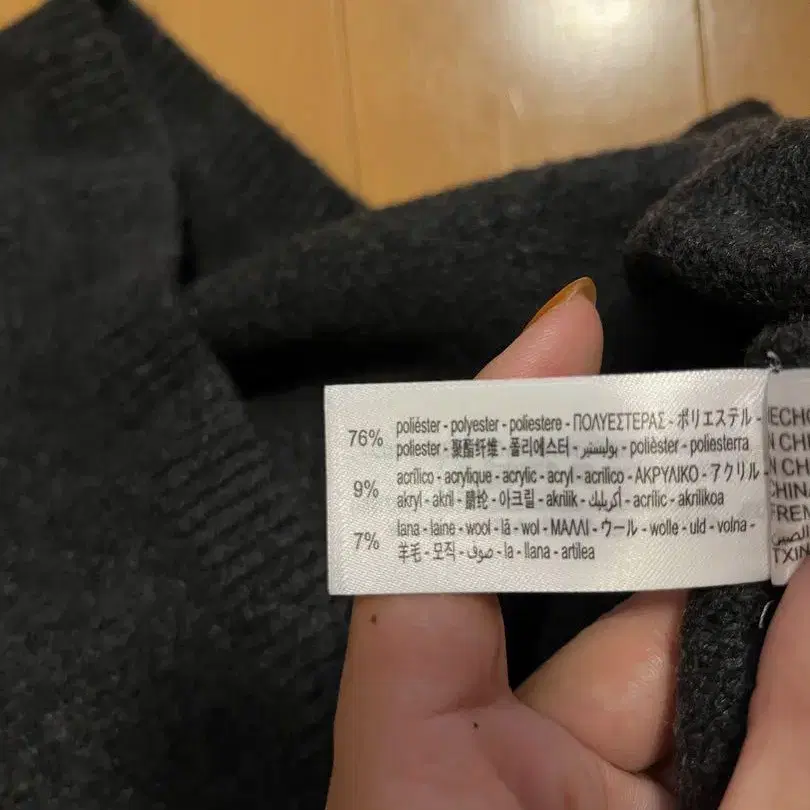 76%
poliéster - polyester - poliestere - ΠΟΛΥΕΣΤΕΡΑΣ - ポリエステル -
poliester - 聚酯纤维 - 폴리에스터 - بوليستير - polièster - poliesterra
9%
acrílico - acrylique - acrylic - acryl - acrilico - ΑΚΡΥΛΙΚΟ - アクリル -
akryl - akril - 腈纶 - 아크릴 - akrilik - أكريليك - acrílic - akrilikoa
7%
lana - laine - wool - lã - wol - ΜΑΛΛΙ - ウール - wolle - uld - volna -
羊毛 - 모직 - صوف - la - llana - artilea